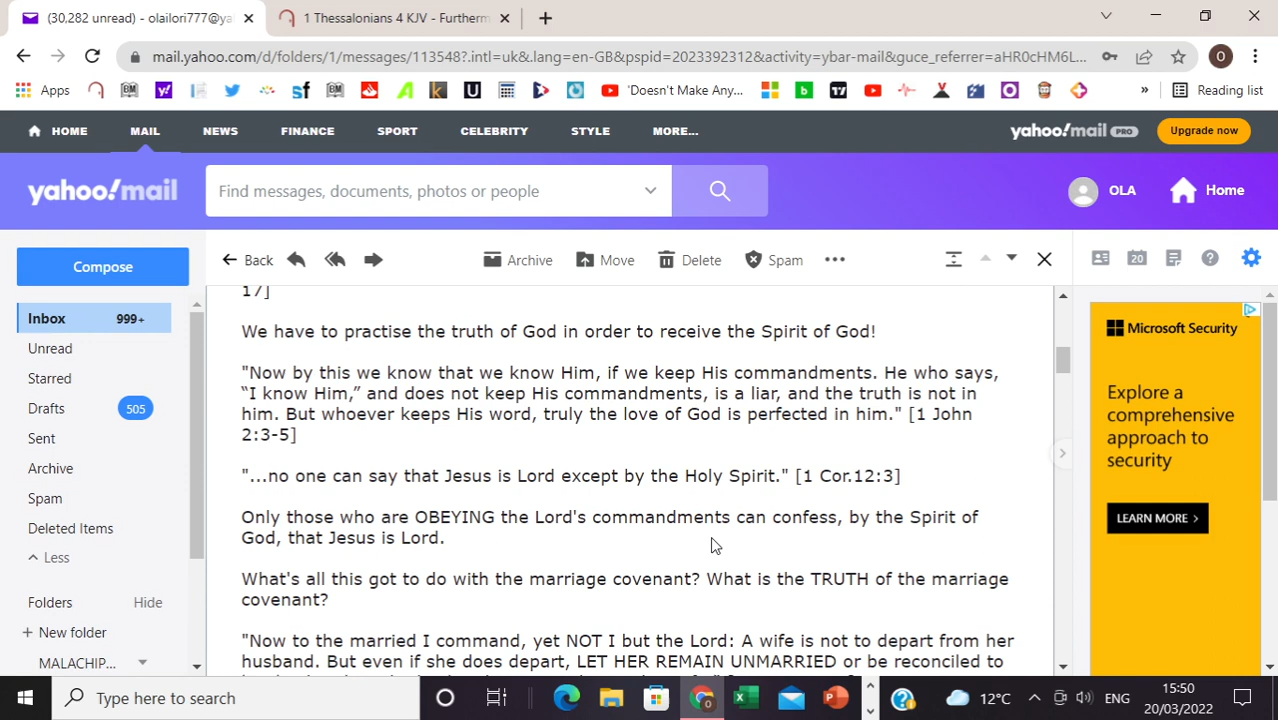 (30,282 unread) - olailori777@ya
1 Thessalonians 4 KJV - Furtherm
mail.yahoo.com/d/folders/1/messages/113548?.intl=uk&.lang=en-GB&pspid=2023392312&activity=ybar-mail&guce_referrer=aHR0cHM6L...
O
Apps
'Doesn't Make Any...
»
Reading list
HOME
MAIL
NEWS
FINANCE
SPORT
CELEBRITY
STYLE
MORE...
yahoo!mail PRO
Upgrade now
yahoo!mail
Find messages, documents, photos or people
OLA
Home
Compose
Back
Archive
Move
Delete
Spam
20
Inbox 999+
Unread
Starred
Drafts 505
Sent
Archive
Spam
Deleted Items
Less
Folders Hide
New folder
MALACHIP...
17]
We have to practise the truth of God in order to receive the Spirit of God!
"Now by this we know that we know Him, if we keep His commandments. He who says,
“I know Him,” and does not keep His commandments, is a liar, and the truth is not in
him. But whoever keeps His word, truly the love of God is perfected in him." [1 John
2:3-5]
"...no one can say that Jesus is Lord except by the Holy Spirit." [1 Cor.12:3]
Only those who are OBEYING the Lord's commandments can confess, by the Spirit of
God, that Jesus is Lord.
What's all this got to do with the marriage covenant? What is the TRUTH of the marriage
covenant?
"Now to the married I command, yet NOT I but the Lord: A wife is not to depart from her
husband. But even if she does depart, LET HER REMAIN UNMARRIED or be reconciled to
Microsoft Security
Explore a
comprehensive
approach to
security
LEARN MORE
Type here to search
12°C
ENG
15:50
20/03/2022